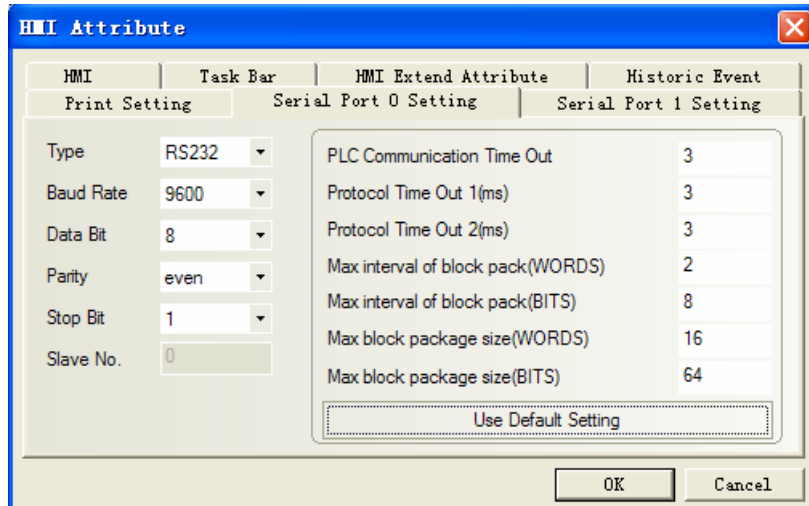 HMI Attribute
HMI Task Bar HMI Extend Attribute Historic Event
Print Setting Serial Port 0 Setting Serial Port 1 Setting
Type RS232
Baud Rate 9600
Data Bit 8
Parity even
Stop Bit 1
Slave No. 0
PLC Communication Time Out 3
Protocol Time Out 1(ms) 3
Protocol Time Out 2(ms) 3
Max interval of block pack(WORDS) 2
Max interval of block pack(BITS) 8
Max block package size(WORDS) 16
Max block package size(BITS) 64
Use Default Setting
OK Cancel